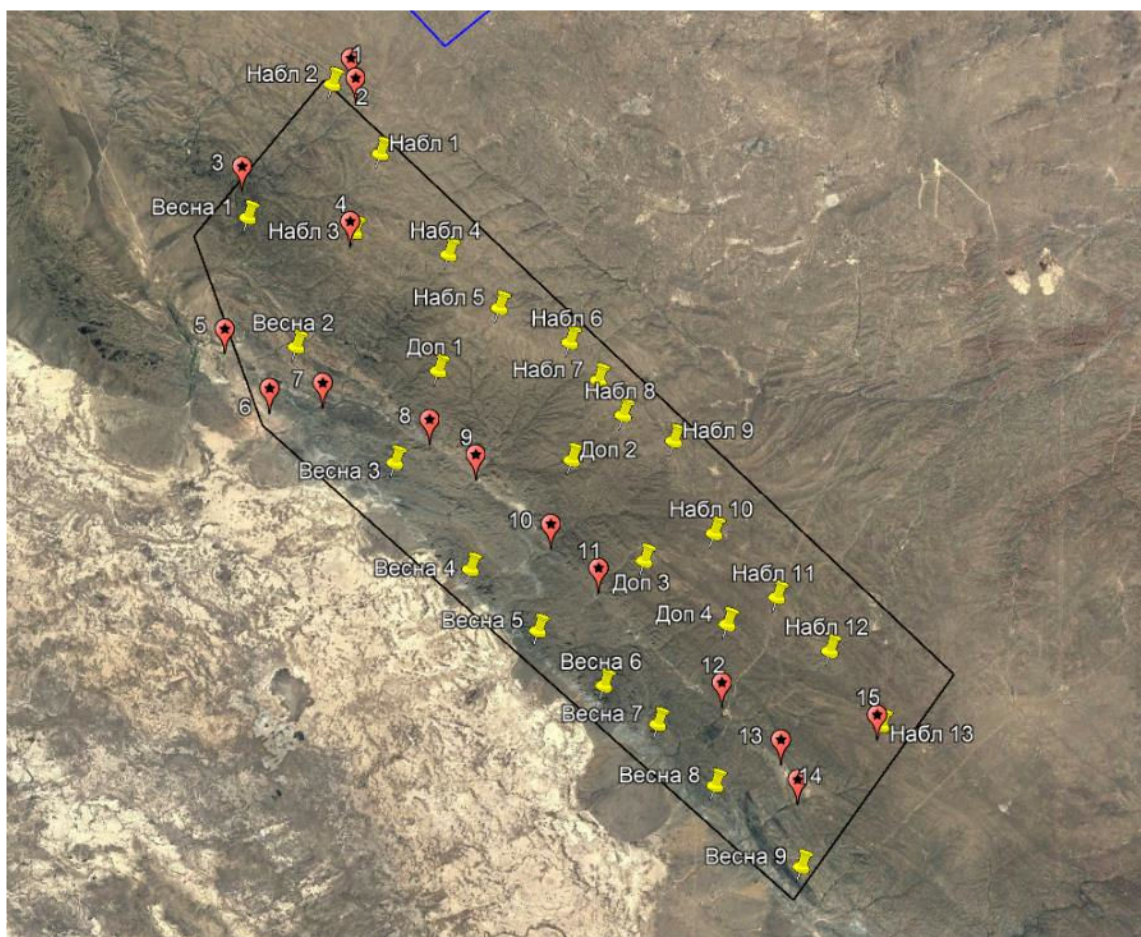 1
Набл 2
2
Набл 1
3
Весна 1
4
Набл 3
Набл 4
Набл 5
5
Весна 2
Набл 6
Доп 1
Набл 7
Набл 8
6
7
8
Набл 9
9
Доп 2
Весна 3
10
Набл 10
11
Весна 4
Доп 3
Набл 11
Весна 5
Доп 4
Набл 12
Весна 6
12
Весна 7
15
Набл 13
13
Весна 8
14
Весна 9